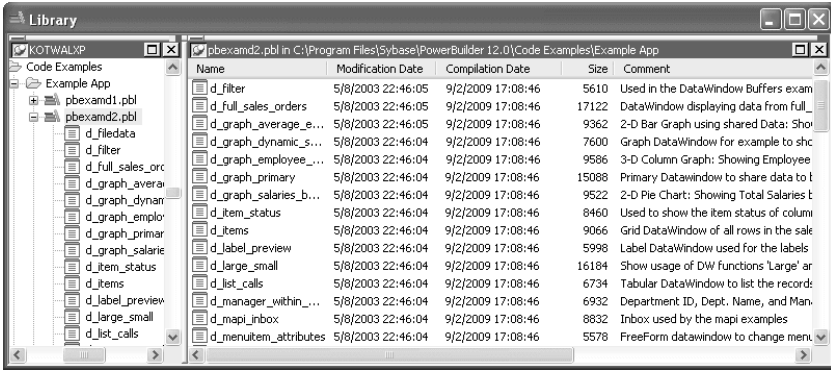 Library
KOTWALXP
Code Examples
Example App
pbexamd1.pbl
pbexamd2.pbl
d_filedata
d_filter
d_full_sales_orc
d_graph_avera
d_graph_dynam
d_graph_emplo
d_graph_primar
d_graph_salarie
d_item_status
d_items
d_label_preview
d_large_small
d_list_calls
pbexamd2.pbl in C:\Program Files\Sybase\PowerBuilder 12.0\Code Examples\Example App
Name Modification Date Compilation Date Size Comment
d_filter 5/8/2003 22:46:05 9/2/2009 17:08:46 5610 Used in the DataWindow Buffers exam
d_full_sales_orders 5/8/2003 22:46:05 9/2/2009 17:08:46 17122 DataWindow displaying data from full_
d_graph_average_e... 5/8/2003 22:46:05 9/2/2009 17:08:46 9362 2-D Bar Graph using shared Data: Sho
d_graph_dynamic_s... 5/8/2003 22:46:04 9/2/2009 17:08:46 7600 Graph DataWindow for example to shc
d_graph_employee_... 5/8/2003 22:46:04 9/2/2009 17:08:46 9586 3-D Column Graph: Showing Employee
d_graph_primary 5/8/2003 22:46:04 9/2/2009 17:08:46 15088 Primary Datawindow to share data to b
d_graph_salaries_b... 5/8/2003 22:46:04 9/2/2009 17:08:46 9522 2-D Pie Chart: Showing Total Salaries b
d_item_status 5/8/2003 22:46:04 9/2/2009 17:08:46 8460 Used to show the item status of colum
d_items 5/8/2003 22:46:04 9/2/2009 17:08:46 9066 Grid DataWindow of all rows in the sale
d_label_preview 5/8/2003 22:46:04 9/2/2009 17:08:46 5998 Label DataWindow used for the labels
d_large_small 5/8/2003 22:46:04 9/2/2009 17:08:46 16184 Show usage of DW functions 'Large' ar
d_list_calls 5/8/2003 22:46:04 9/2/2009 17:08:46 6734 Tabular DataWindow to list the records
d_manager_within_... 5/8/2003 22:46:04 9/2/2009 17:08:46 6932 Department ID, Dept. Name, and Man
d_mapi_inbox 5/8/2003 22:46:04 9/2/2009 17:08:46 8832 Inbox used by the mapi examples
d_menuitem_attributes 5/8/2003 22:46:04 9/2/2009 17:08:46 5578 FreeForm datawindow to change menu